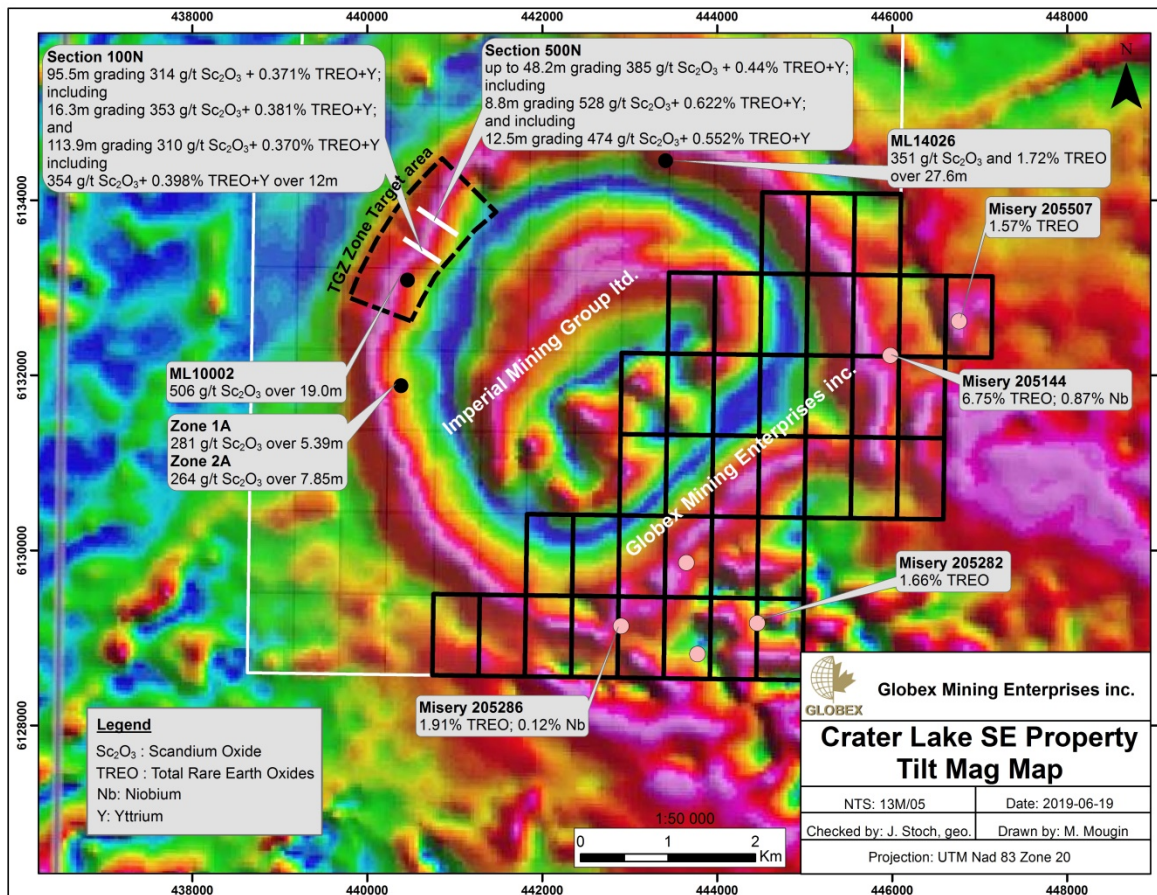 438000
440000
442000
444000
446000
448000
Section 100N
95.5m grading 314 g/t Sc₂O₃ + 0.371% TREO+Y;
including
16.3m grading 353 g/t Sc₂O₃+ 0.381% TREO+Y;
and
113.9m grading 310 g/t Sc₂O₃+ 0.370% TREO+Y
including
354 g/t Sc₂O₃+ 0.398% TREO+Y over 12m
Section 500N
up to 48.2m grading 385 g/t Sc₂O₃ + 0.44% TREO+Y;
including
8.8m grading 528 g/t Sc₂O₃+ 0.622% TREO+Y;
and including
12.5m grading 474 g/t Sc₂O₃+ 0.552% TREO+Y
N
ML14026
351 g/t Sc₂O₃ and 1.72% TREO
over 27.6m
Misery 205507
1.57% TREO
6134000
6134000
TGZ Zone Target area
Imperial Mining Group ltd.
Globex Mining Enterprises inc.
ML10002
506 g/t Sc₂O₃ over 19.0m
6132000
6132000
Misery 205144
6.75% TREO; 0.87% Nb
Zone 1A
281 g/t Sc₂O₃ over 5.39m
Zone 2A
264 g/t Sc₂O₃ over 7.85m
6130000
6130000
Misery 205282
1.66% TREO
Misery 205286
1.91% TREO; 0.12% Nb
6128000
Legend
Sc₂O₃ : Scandium Oxide
TREO : Total Rare Earth Oxides
Nb: Niobium
Y: Yttrium
1:50 000
0
1
2
Km
GLOBEX
Globex Mining Enterprises inc.
Crater Lake SE Property
Tilt Mag Map
NTS: 13M/05
Date: 2019-06-19
Checked by: J. Stoch, geo.
Drawn by: M. Mougin
Projection: UTM Nad 83 Zone 20
438000
440000
442000
444000
446000
448000